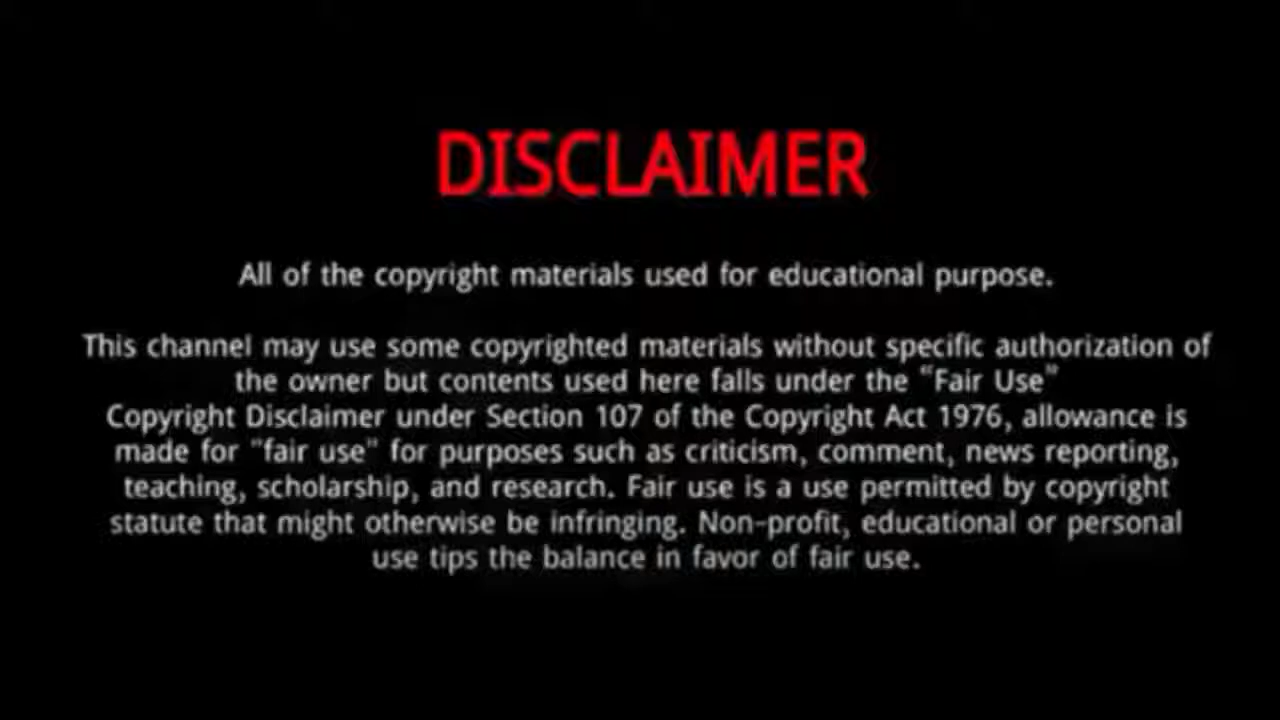 DISCLAIMER
All of the copyright materials used for educational purpose.
This channel may use some copyrighted materials without specific authorization of
the owner but contents used here falls under the “Fair Use”
Copyright Disclaimer under Section 107 of the Copyright Act 1976, allowance is
made for "fair use" for purposes such as criticism, comment, news reporting,
teaching, scholarship, and research. Fair use is a use permitted by copyright
statute that might otherwise be infringing. Non-profit, educational or personal
use tips the balance in favor of fair use.